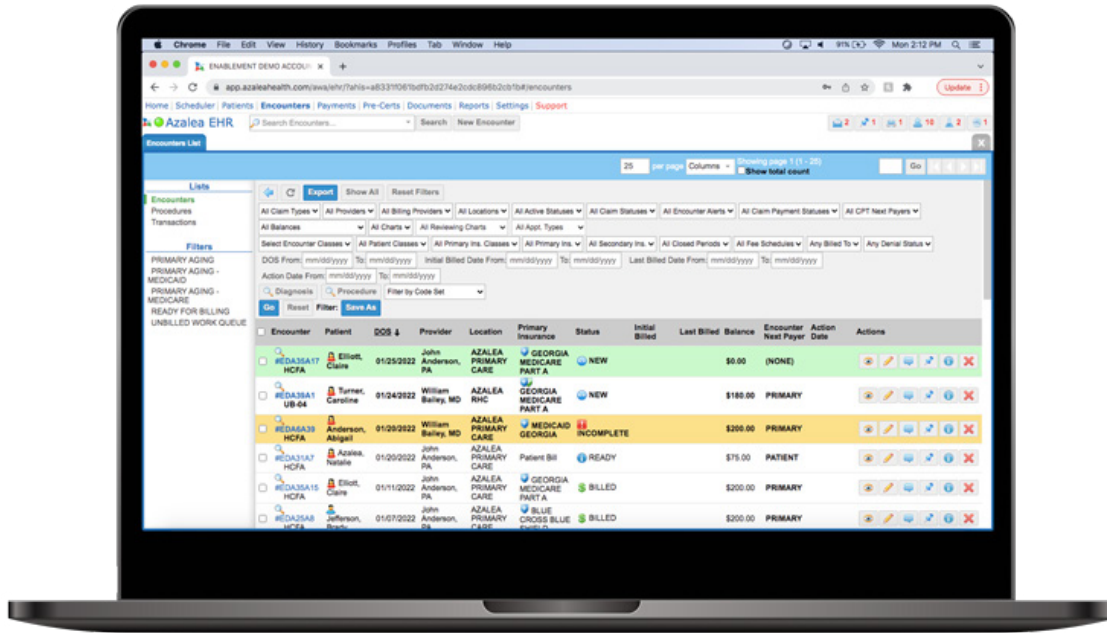 Chrome File Edit View History Bookmarks Profiles Tab Window Help 91% Mon 2:12 PM
ENABLEMENT DEMO ACCOUN
app.azaleahealth.com/awa/ehr/?ahis=a8331f061bdfb2d274e2cdc896b2cb1b#/encounters Update
Home Scheduler Patients Encounters Payments Pre-Certs Documents Reports Settings Support
Azalea EHR Search Encounters... Search New Encounter 2 1 1 10 2 1
Encounters List
25 per page Columns Showing page 1 (1 - 25) Show total count Go
Lists
Encounters
Procedures
Transactions
Filters
PRIMARY AGING
PRIMARY AGING - MEDICAID
PRIMARY AGING - MEDICARE
READY FOR BILLING
UNBILLED WORK QUEUE
Export Show All Reset Filters
All Claim Types All Providers All Billing Providers All Locations All Active Statuses All Claim Statuses All Encounter Alerts All Claim Payment Statuses All CPT Next Payers
All Balances All Charts All Reviewing Charts All Appt. Types
Select Encounter Classes All Patient Classes All Primary Ins. Classes All Primary Ins. All Secondary Ins. All Closed Periods All Fee Schedules Any Billed To Any Denial Status
DOS From: mm/dd/yyyy To: mm/dd/yyyy Initial Billed Date From: mm/dd/yyyy To: mm/dd/yyyy Last Billed Date From: mm/dd/yyyy To: mm/dd/yyyy
Action Date From: mm/dd/yyyy To: mm/dd/yyyy
Diagnosis Procedure Filter by Code Set
Go Reset Filter: Save As
Encounter Patient DOS Provider Location Primary Insurance Status Initial Billed Last Billed Balance Encounter Next Payer Action Date Actions
#EDA35A17 HCFA Elliott, Claire 01/25/2022 John Anderson, PA AZALEA PRIMARY CARE GEORGIA MEDICARE PART A NEW $0.00 (NONE)
#EDA39A1 UB-04 Turner, Caroline 01/24/2022 William Bailey, MD AZALEA RHC GEORGIA MEDICARE PART A NEW $180.00 PRIMARY
#EDA6A39 HCFA Anderson, Abigail 01/20/2022 William Bailey, MD AZALEA PRIMARY CARE MEDICAID GEORGIA INCOMPLETE $200.00 PRIMARY
#EDA31A7 HCFA Azalea, Natalie 01/20/2022 John Anderson, PA AZALEA PRIMARY CARE Patient Bill READY $75.00 PATIENT
#EDA35A15 HCFA Elliott, Claire 01/11/2022 John Anderson, PA AZALEA PRIMARY CARE GEORGIA MEDICARE PART A BILLED $200.00 PRIMARY
#EDA25A8 HCFA Jefferson, Brady 01/07/2022 John Anderson, PA AZALEA PRIMARY CARE BLUE CROSS BLUE SHIELD BILLED $200.00 PRIMARY